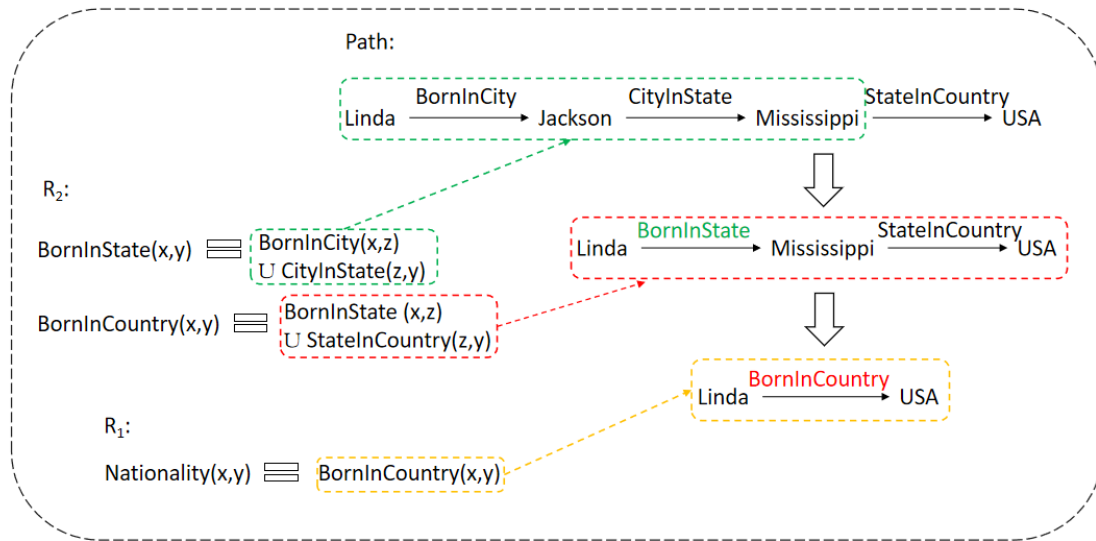 Path:
BornInCity CityInState StateInCountry
Linda Jackson Mississippi USA
R₂:
BornInState StateInCountry
Linda Mississippi USA
BornInState(x,y) BornInCity(x,z)
U CityInState(z,y)
BornInCountry(x,y) BornInState (x,z)
U StateInCountry(z,y)
BornInCountry
Linda USA
R₁:
Nationality(x,y) BornInCountry(x,y)